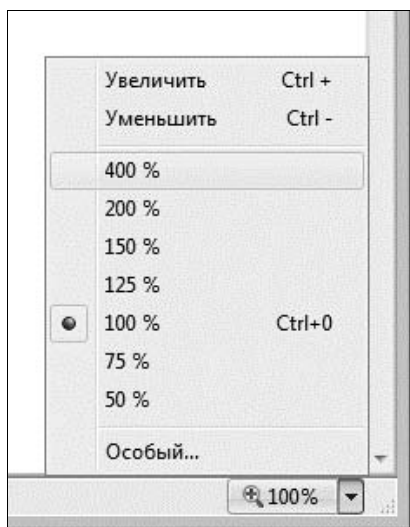 Увеличить Ctrl +
Уменьшить Ctrl -
400 %
200 %
150 %
125 %
100 % Ctrl+0
75 %
50 %
Особый...
100%